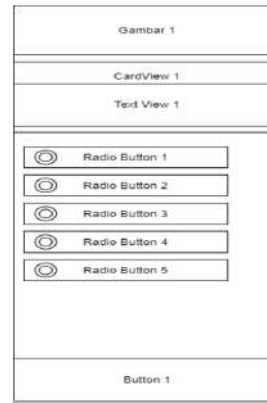 Gambar 1
CardView 1
Text View 1
Radio Button 1
Radio Button 2
Radio Button 3
Radio Button 4
Radio Button 5
Button 1